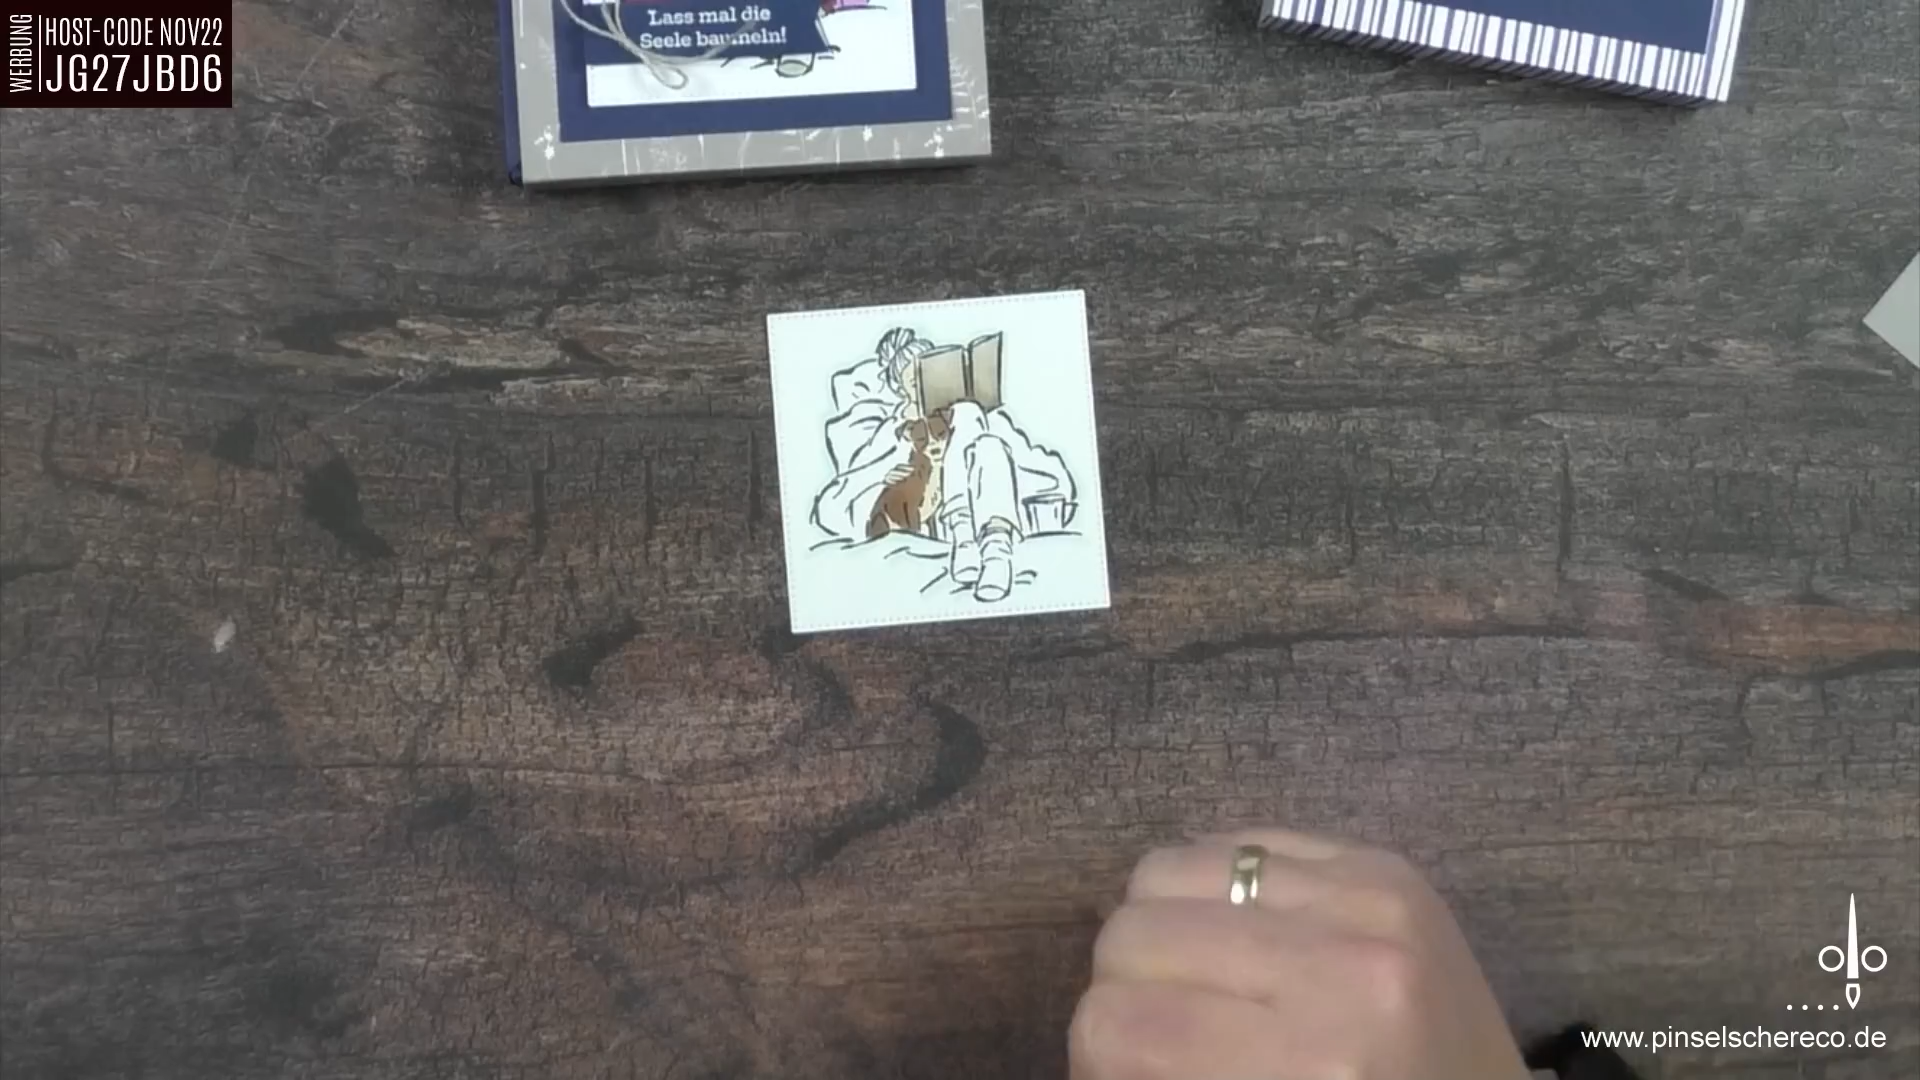 WERBUNG
HOST-CODE NOV22
JG27JBD6
Lass mal die
Seele baumeln!
www.pinselschereco.de